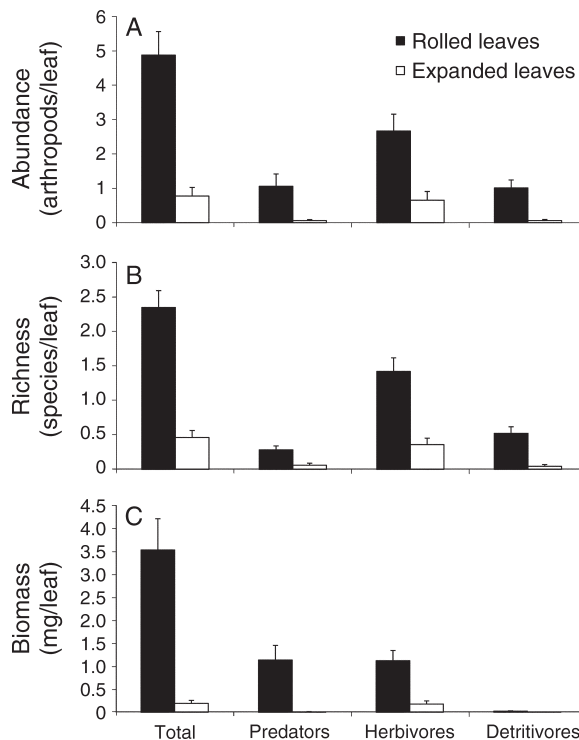 A
Rolled leaves
Expanded leaves
Abundance
(arthropods/leaf)
6
5
4
3
2
1
0
B
Richness
(species/leaf)
3.0
2.5
2.0
1.5
1.0
0.5
0
C
Biomass
(mg/leaf)
4.5
4.0
3.5
3.0
2.5
2.0
1.5
1.0
0.5
0
Total Predators Herbivores Detritivores